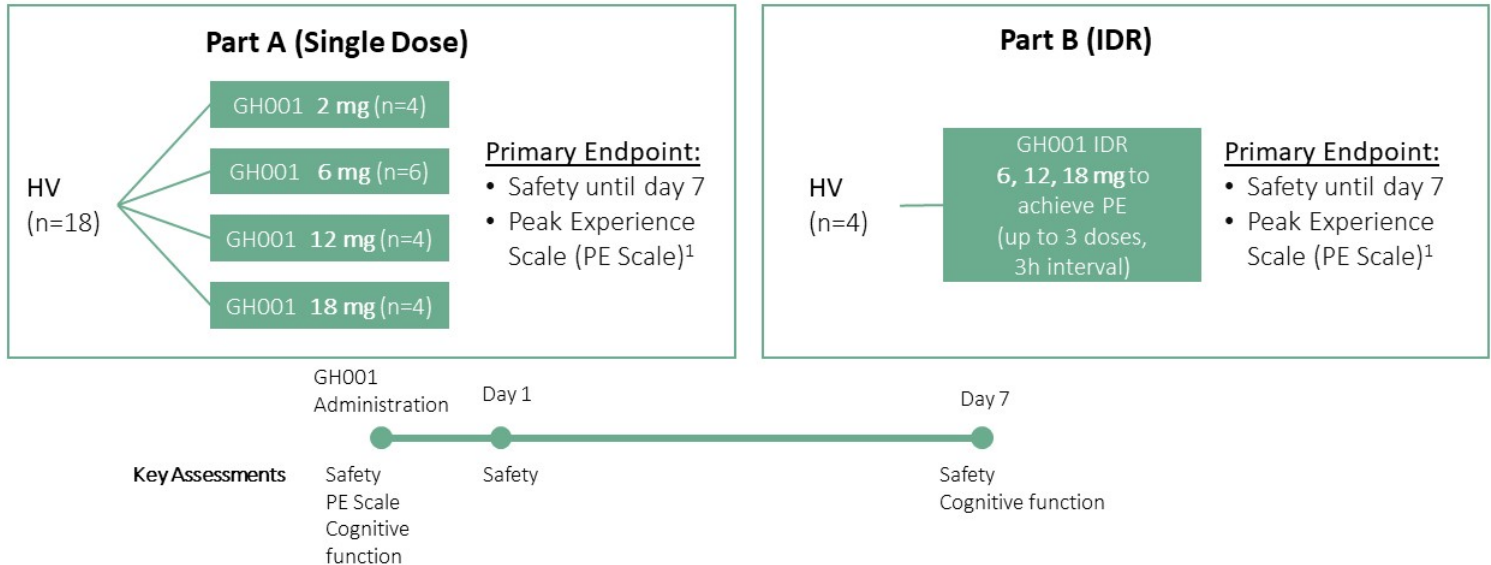 Part A (Single Dose)
HV
(n=18)
GH001 2 mg (n=4)
GH001 6 mg (n=6)
GH001 12 mg (n=4)
GH001 18 mg (n=4)
Primary Endpoint:
• Safety until day 7
• Peak Experience
Scale (PE Scale)1
Part B (IDR)
HV
(n=4)
GH001 IDR
6, 12, 18 mg to
achieve PE
(up to 3 doses,
3h interval)
Primary Endpoint:
• Safety until day 7
• Peak Experience
Scale (PE Scale)1
GH001
Administration
Day 1
Day 7
Key Assessments
Safety
PE Scale
Cognitive
function
Safety
Safety
Cognitive function